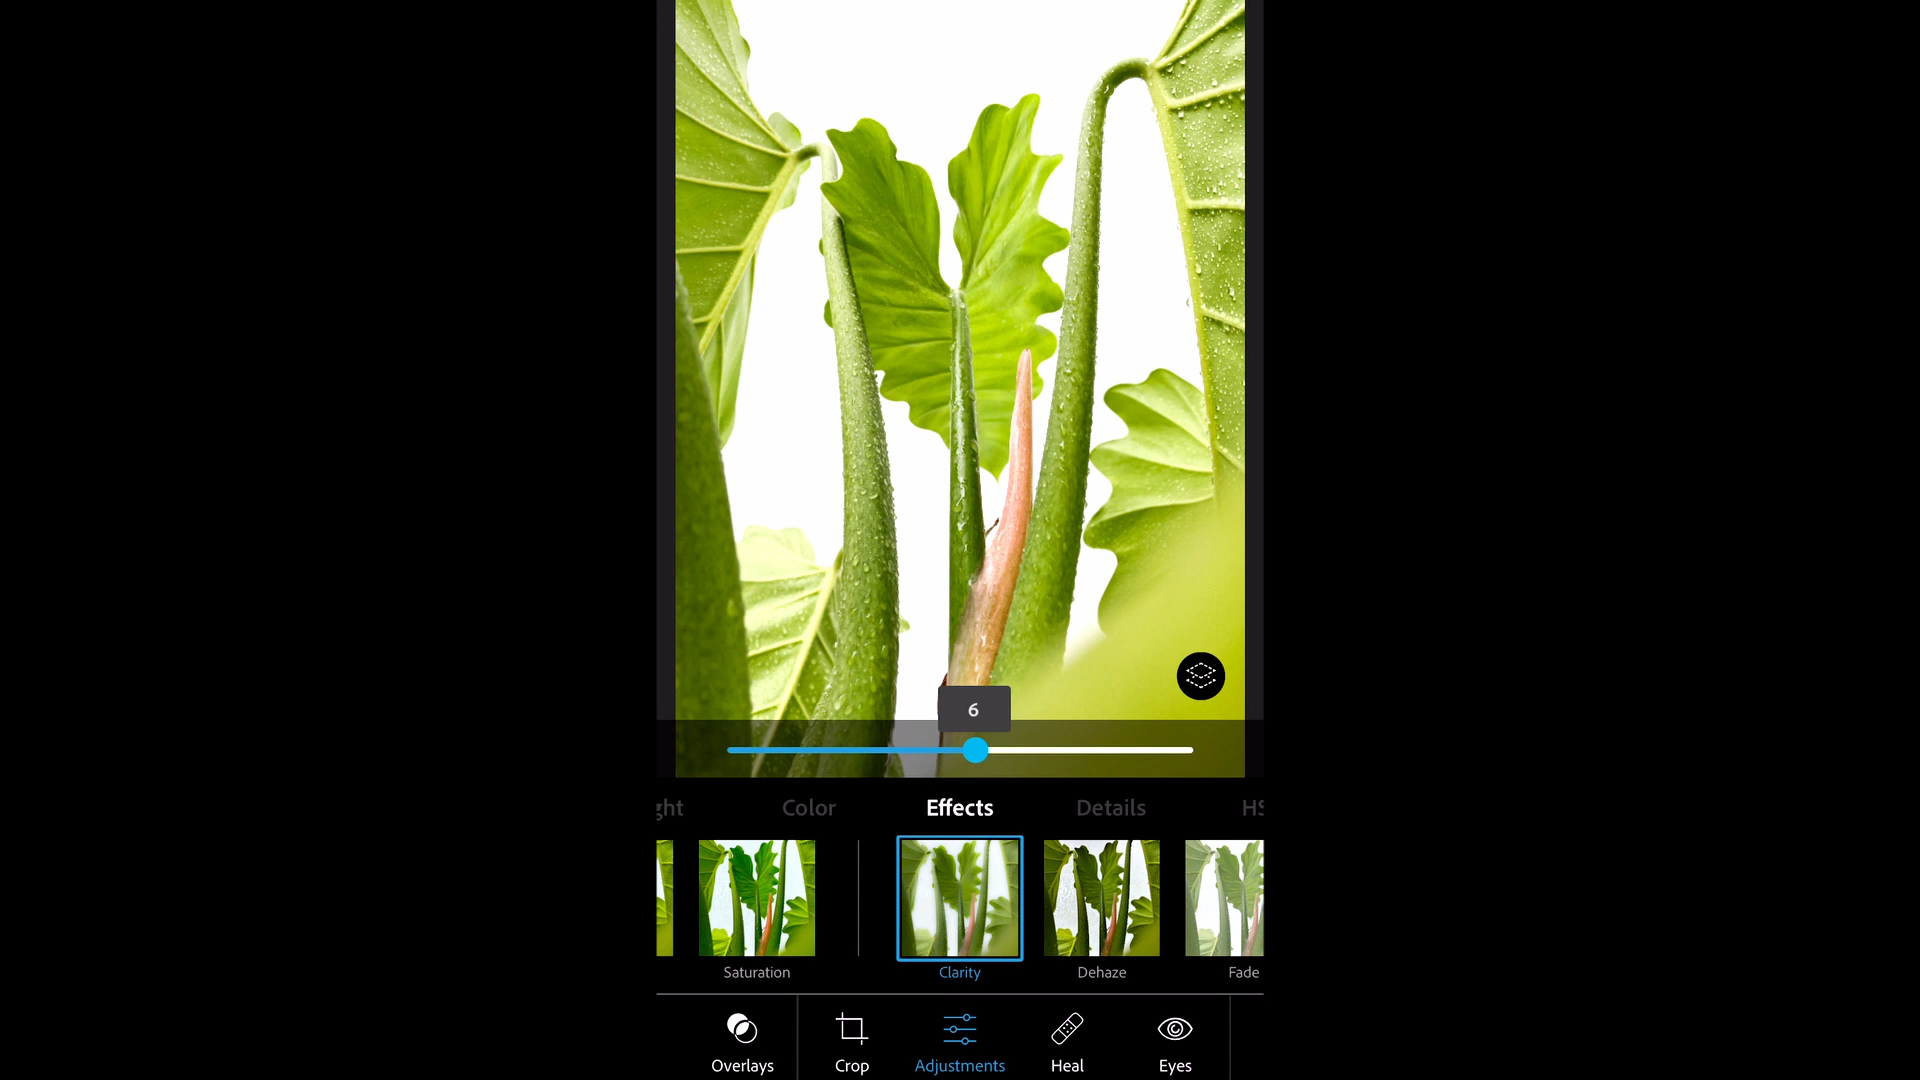 6
ght
Color
Effects
Details
HS
Saturation
Clarity
Dehaze
Fade
Overlays
Crop
Adjustments
Heal
Eyes